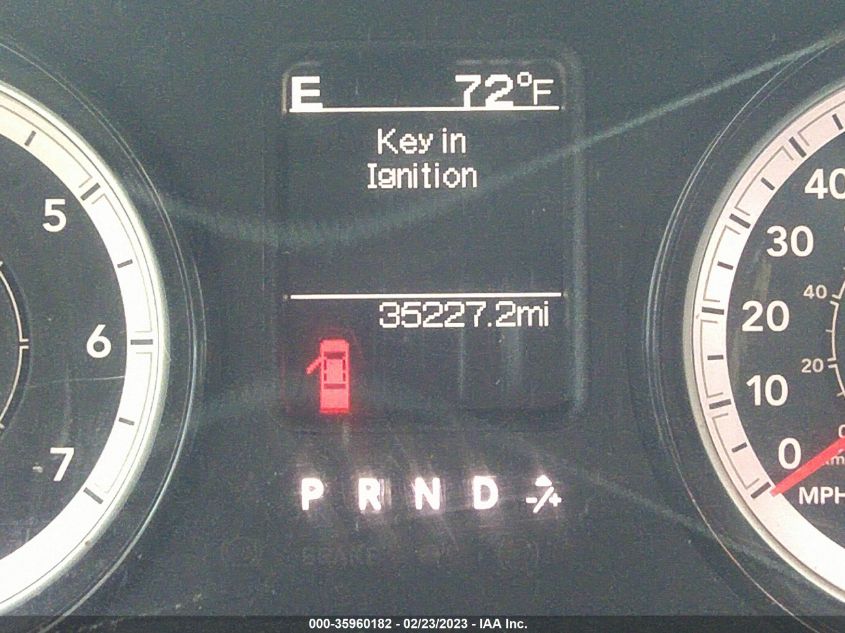 E 72°F
Key in
Ignition
35227.2mi
5
6
7
40
30
20
10
0
40
20
MPH
P R N D -/+
000-35960182 - 02/23/2023 - IAA Inc.